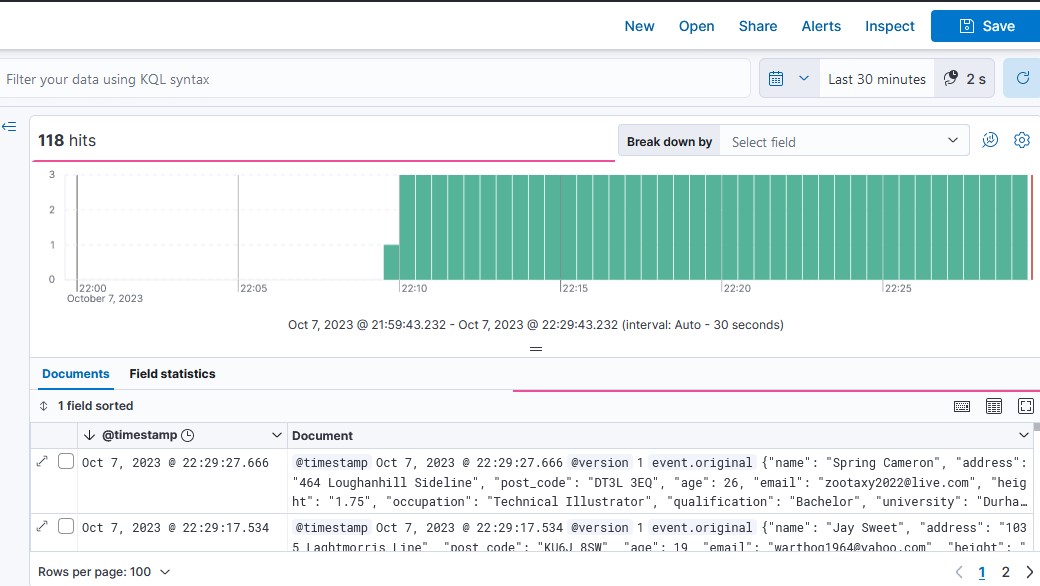 New Open Share Alerts Inspect Save
Filter your data using KQL syntax
Last 30 minutes 2 s
118 hits
Break down by Select field
3
2
1
0
22:00 22:05 22:10 22:15 22:20 22:25
October 7, 2023
Oct 7, 2023 @ 21:59:43.232 - Oct 7, 2023 @ 22:29:43.232 (interval: Auto - 30 seconds)
Documents Field statistics
1 field sorted
@timestamp Document
Oct 7, 2023 @ 22:29:27.666 @timestamp Oct 7, 2023 @ 22:29:27.666 @version 1 event.original {"name": "Spring Cameron", "address":
"464 Loughanhill Sideline", "post_code": "DT3L 3EQ", "age": 26, "email": "zootaxy2022@live.com", "heig
ht": "1.75", "occupation": "Technical Illustrator", "qualification": "Bachelor", "university": "Durha…
Oct 7, 2023 @ 22:29:17.534 @timestamp Oct 7, 2023 @ 22:29:17.534 @version 1 event.original {"name": "Jay Sweet", "address": "103
5 Laghtmorris Line", "post_code": "KU6J 8SW", "age": 19, "email": "warthog1964@yahoo.com", "height": "
Rows per page: 100 1 2